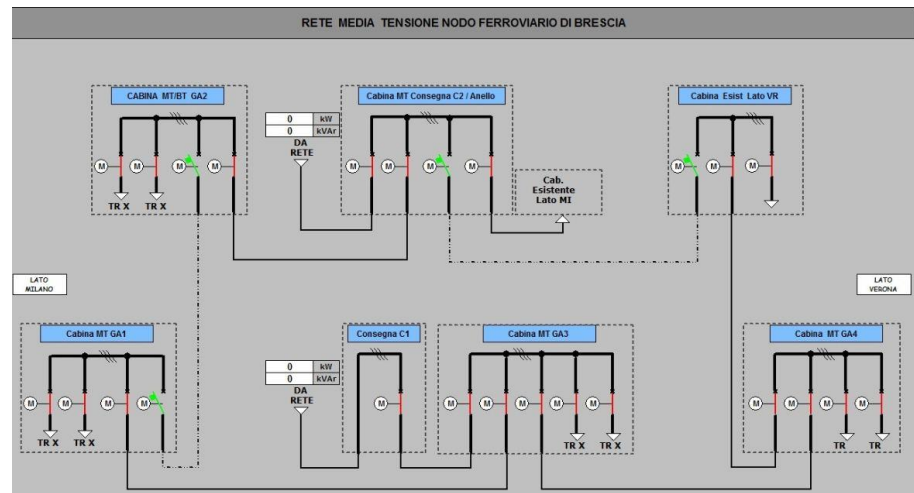 RETE MEDIA TENSIONE NODO FERROVIARIO DI BRESCIA
CABINA MT/BT GA2
Cabina MT Consegna C2 / Anello
Cabina Esist Lato VR
0 kW
0 kVAr
DA
RETE
M M M M
M M M M
M M M
TR X TR X
Cab.
Esistente
Lato MI
LATO
MILANO
LATO
VERONA
Cabina MT GA1
Consegna C1
Cabina MT GA3
Cabina MT GA4
0 kW
0 kVAr
DA
RETE
M M M M
M
M M M M M
M M M M
TR X TR X
TR X TR X
TR TR